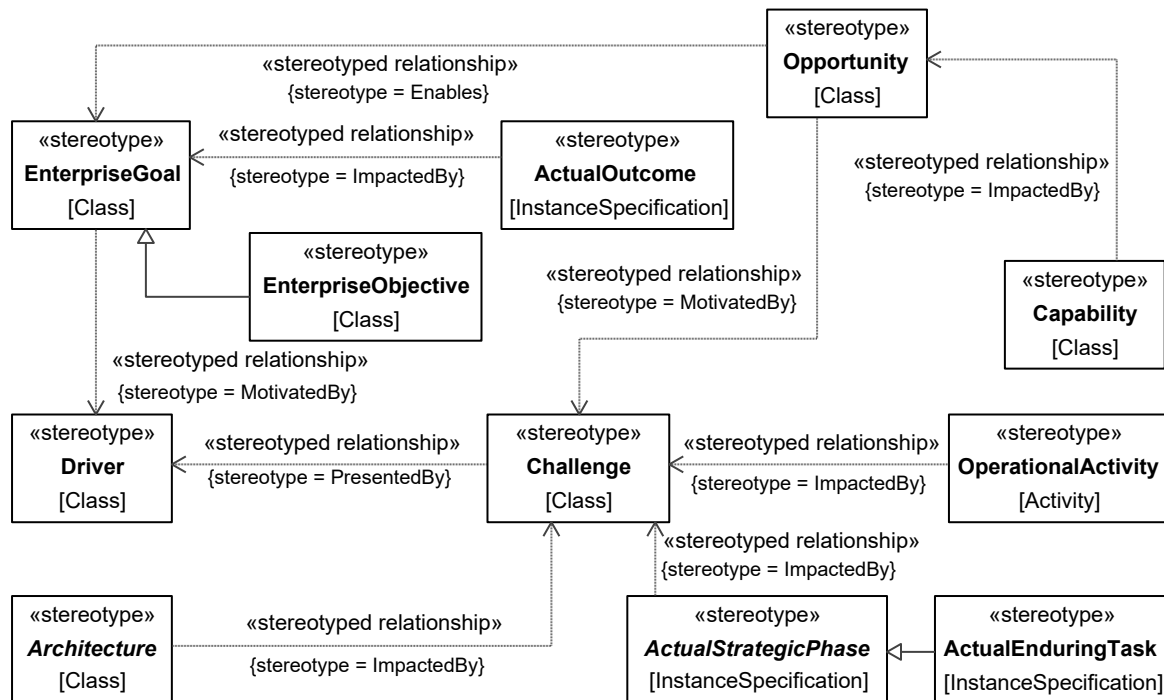 «stereotype»
Opportunity
[Class]
«stereotyped relationship»
{stereotype = Enables}
«stereotype»
EnterpriseGoal
[Class]
«stereotyped relationship»
{stereotype = ImpactedBy}
«stereotype»
ActualOutcome
[InstanceSpecification]
«stereotyped relationship»
{stereotype = ImpactedBy}
«stereotype»
EnterpriseObjective
[Class]
«stereotyped relationship»
{stereotype = MotivatedBy}
«stereotype»
Capability
[Class]
«stereotyped relationship»
{stereotype = MotivatedBy}
«stereotype»
Driver
[Class]
«stereotyped relationship»
{stereotype = PresentedBy}
«stereotype»
Challenge
[Class]
«stereotyped relationship»
{stereotype = ImpactedBy}
«stereotype»
OperationalActivity
[Activity]
«stereotyped relationship»
{stereotype = ImpactedBy}
«stereotype»
Architecture
[Class]
«stereotyped relationship»
{stereotype = ImpactedBy}
«stereotype»
ActualStrategicPhase
[InstanceSpecification]
«stereotype»
ActualEnduringTask
[InstanceSpecification]